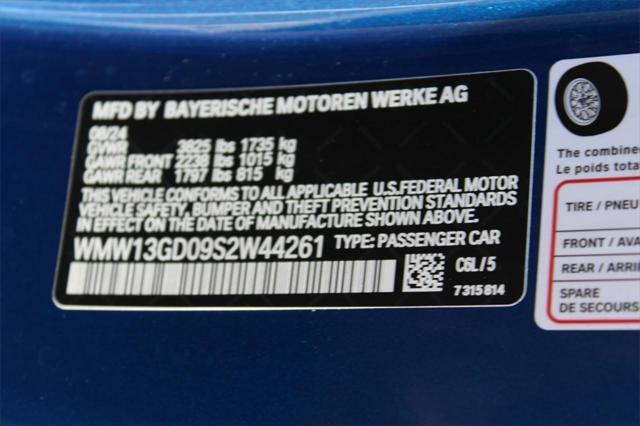 MFD BY BAYERISCHE MOTOREN WERKE AG
08/24
GVWR 3825 lbs 1735 kg
GAWR FRONT 2238 lbs 1015 kg
GAWR REAR 1797 lbs 815 kg
THIS VEHICLE CONFORMS TO ALL APPLICABLE U.S.FEDERAL MOTOR
VEHICLE SAFETY, BUMPER AND THEFT PREVENTION STANDARDS
IN EFFECT ON THE DATE OF MANUFACTURE SHOWN ABOVE.
WMW13GD09S2W44261 TYPE: PASSENGER CAR
C6L/5
7315814
The combine
Le poids tota
TIRE / PNEU
FRONT / AVA
REAR / ARRI
SPARE
DE SECOURS